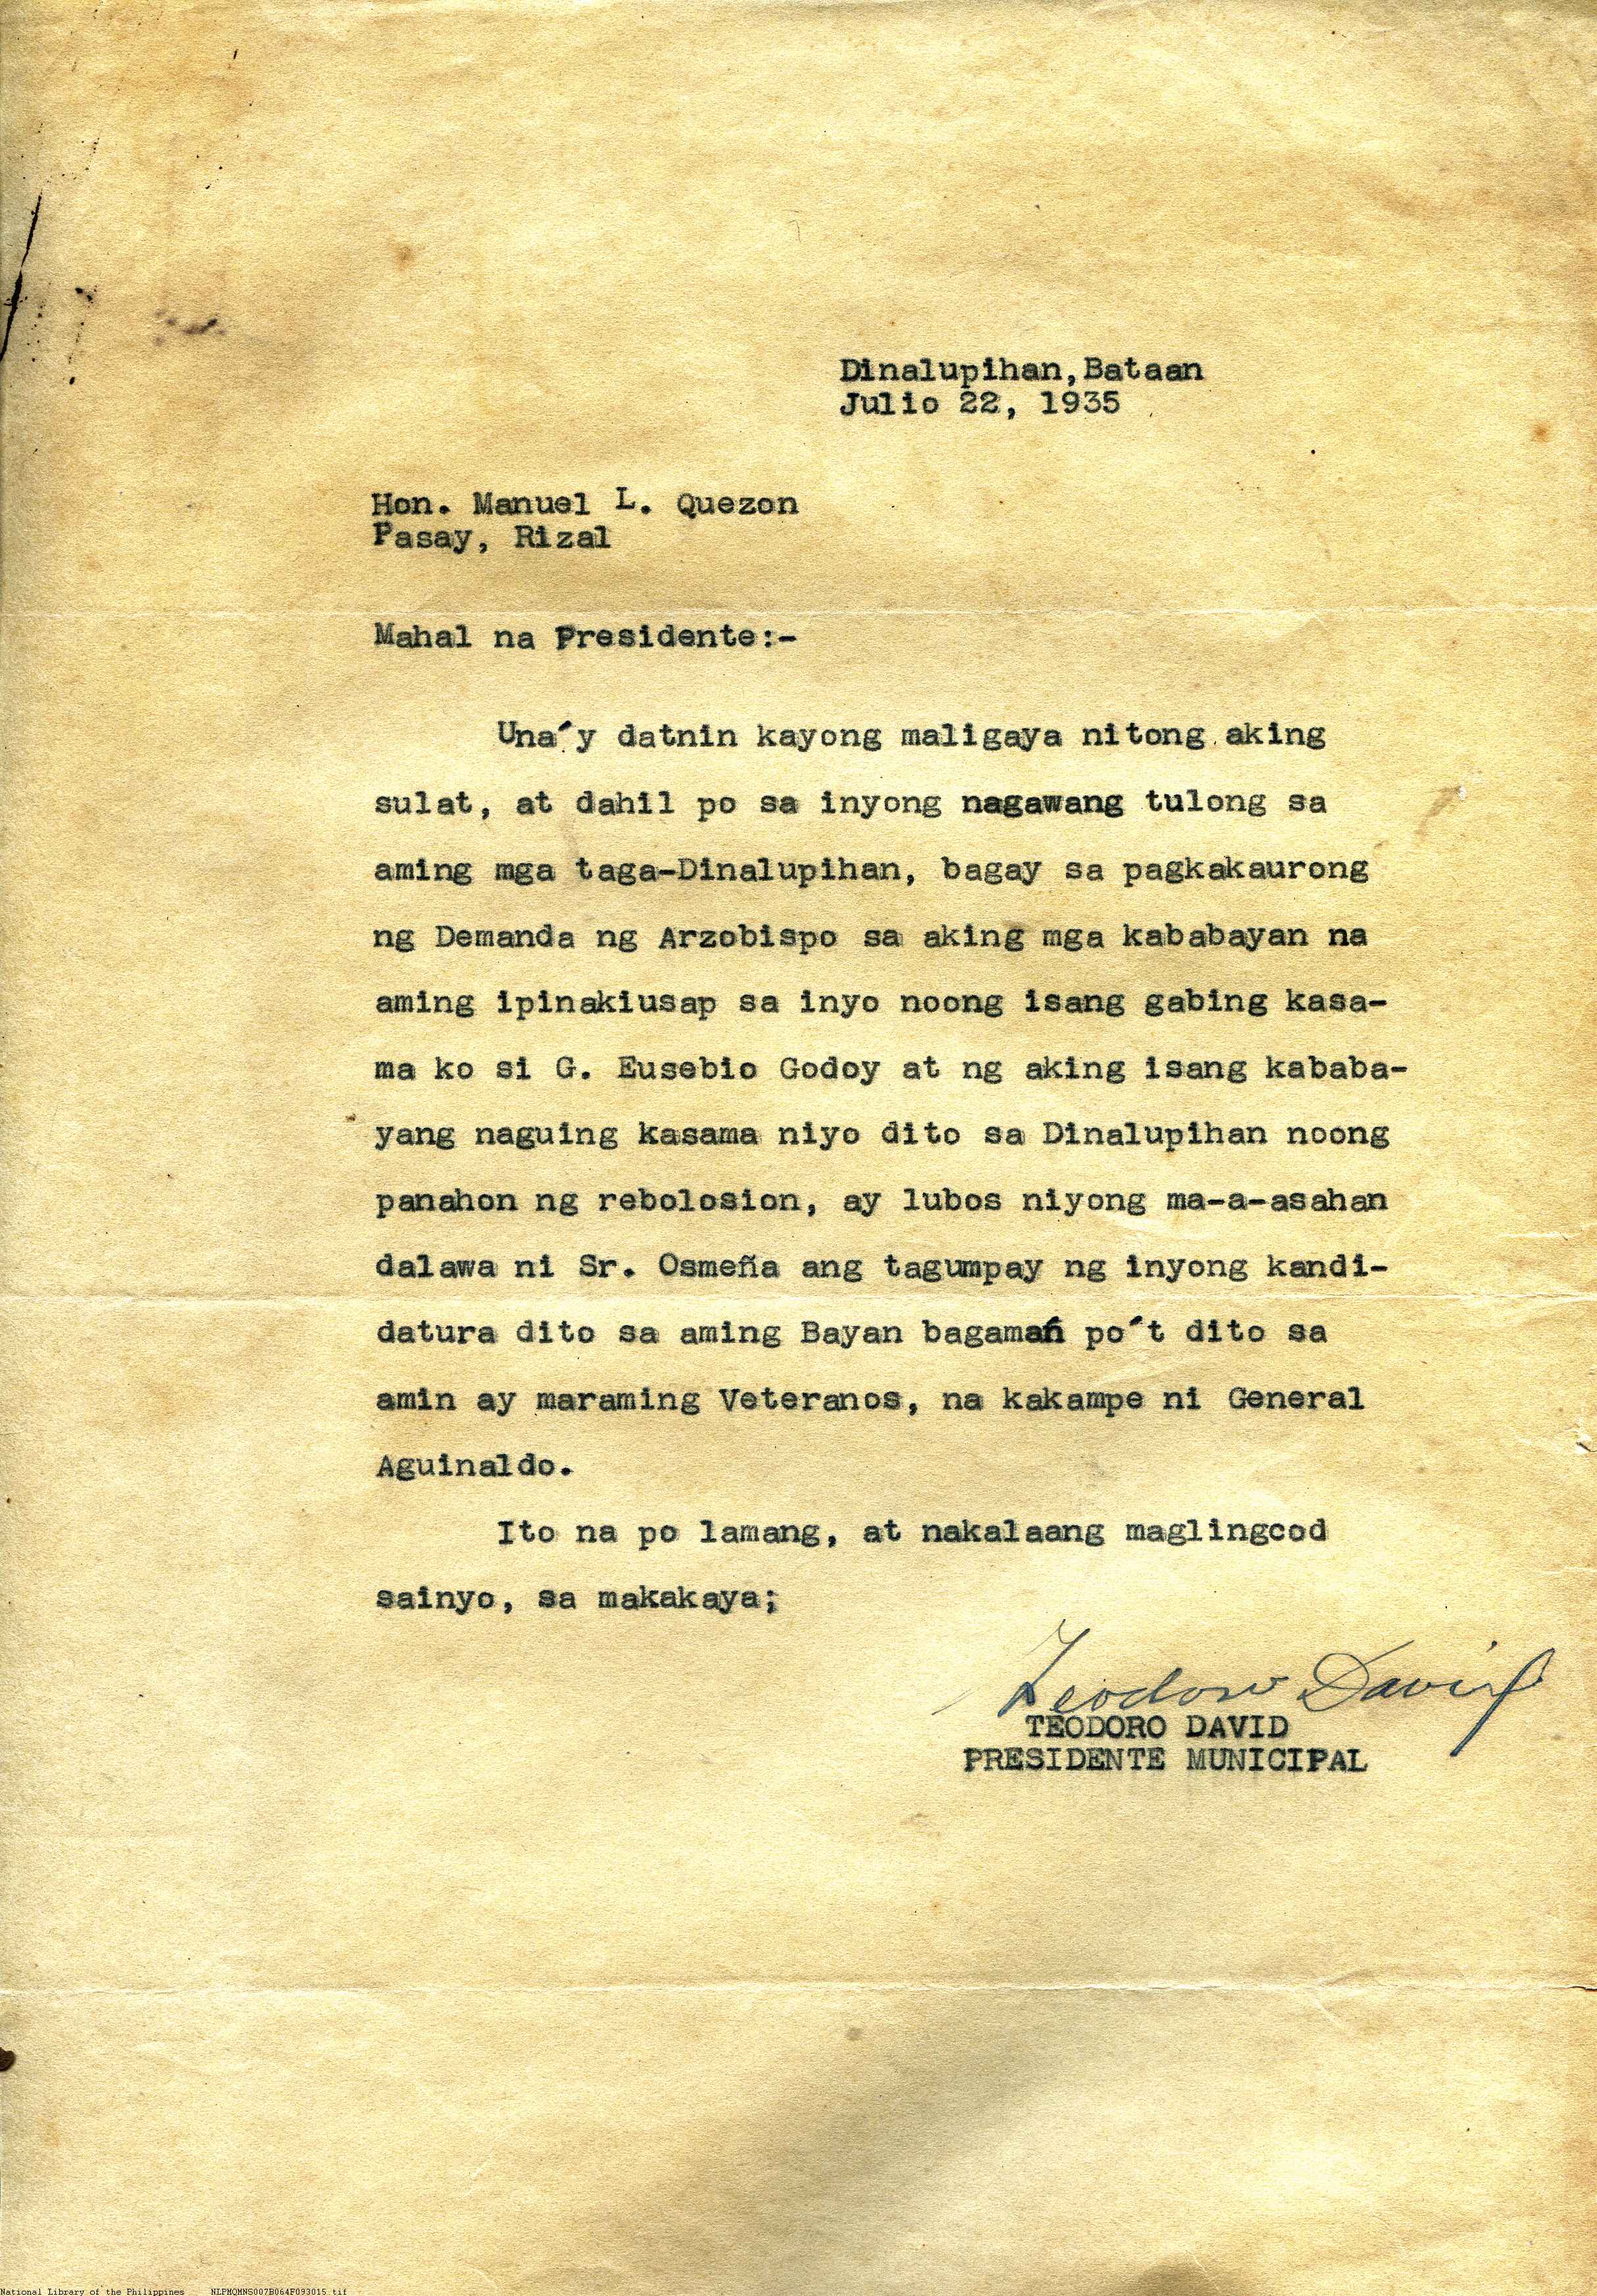 Dinalupihan, Bataan
Julio 22, 1935
Hon. Manuel L. Quezon
Pasay, Rizal
Mahal na Presidente:-
Una´y datnin kayong maligaya nitong aking
sulat, at dahil po sa inyong nagawang tulong sa
aming mga taga-Dinalupihan, bagay sa pagkakaurong
ng Demanda ng Arzobispo sa aking mga kababayan na
aming ipinakiusap sa inyo noong isang gabing kasa-
ma ko si G. Eusebio Godoy at ng aking isang kababa-
yang naguing kasama niyo dito sa Dinalupihan noong
panahon ng rebolosion, ay lubos niyong ma-a-asahan
dalawa ni Sr. Osmeña ang tagumpay ng inyong kandi-
datura dito sa aming Bayan bagaman po´t dito sa
amin ay maraming Veteranos, na kakampe ni General
Aguinaldo.
Ito na po lamang, at nakalaang maglingcod
sainyo, sa makakaya;
Teodoro David
TEODORO DAVID
PRESIDENTE MUNICIPAL
National Library of the Philippines NLPMQMNS007B064F093015.tif